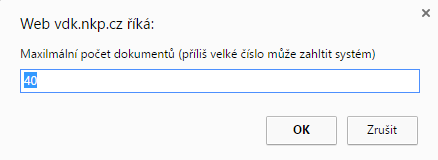 Web vdk.nkp.cz říká:
Maxilmální počet dokumentů (příliš velké číslo může zahltit systém)
40
OK Zrušit